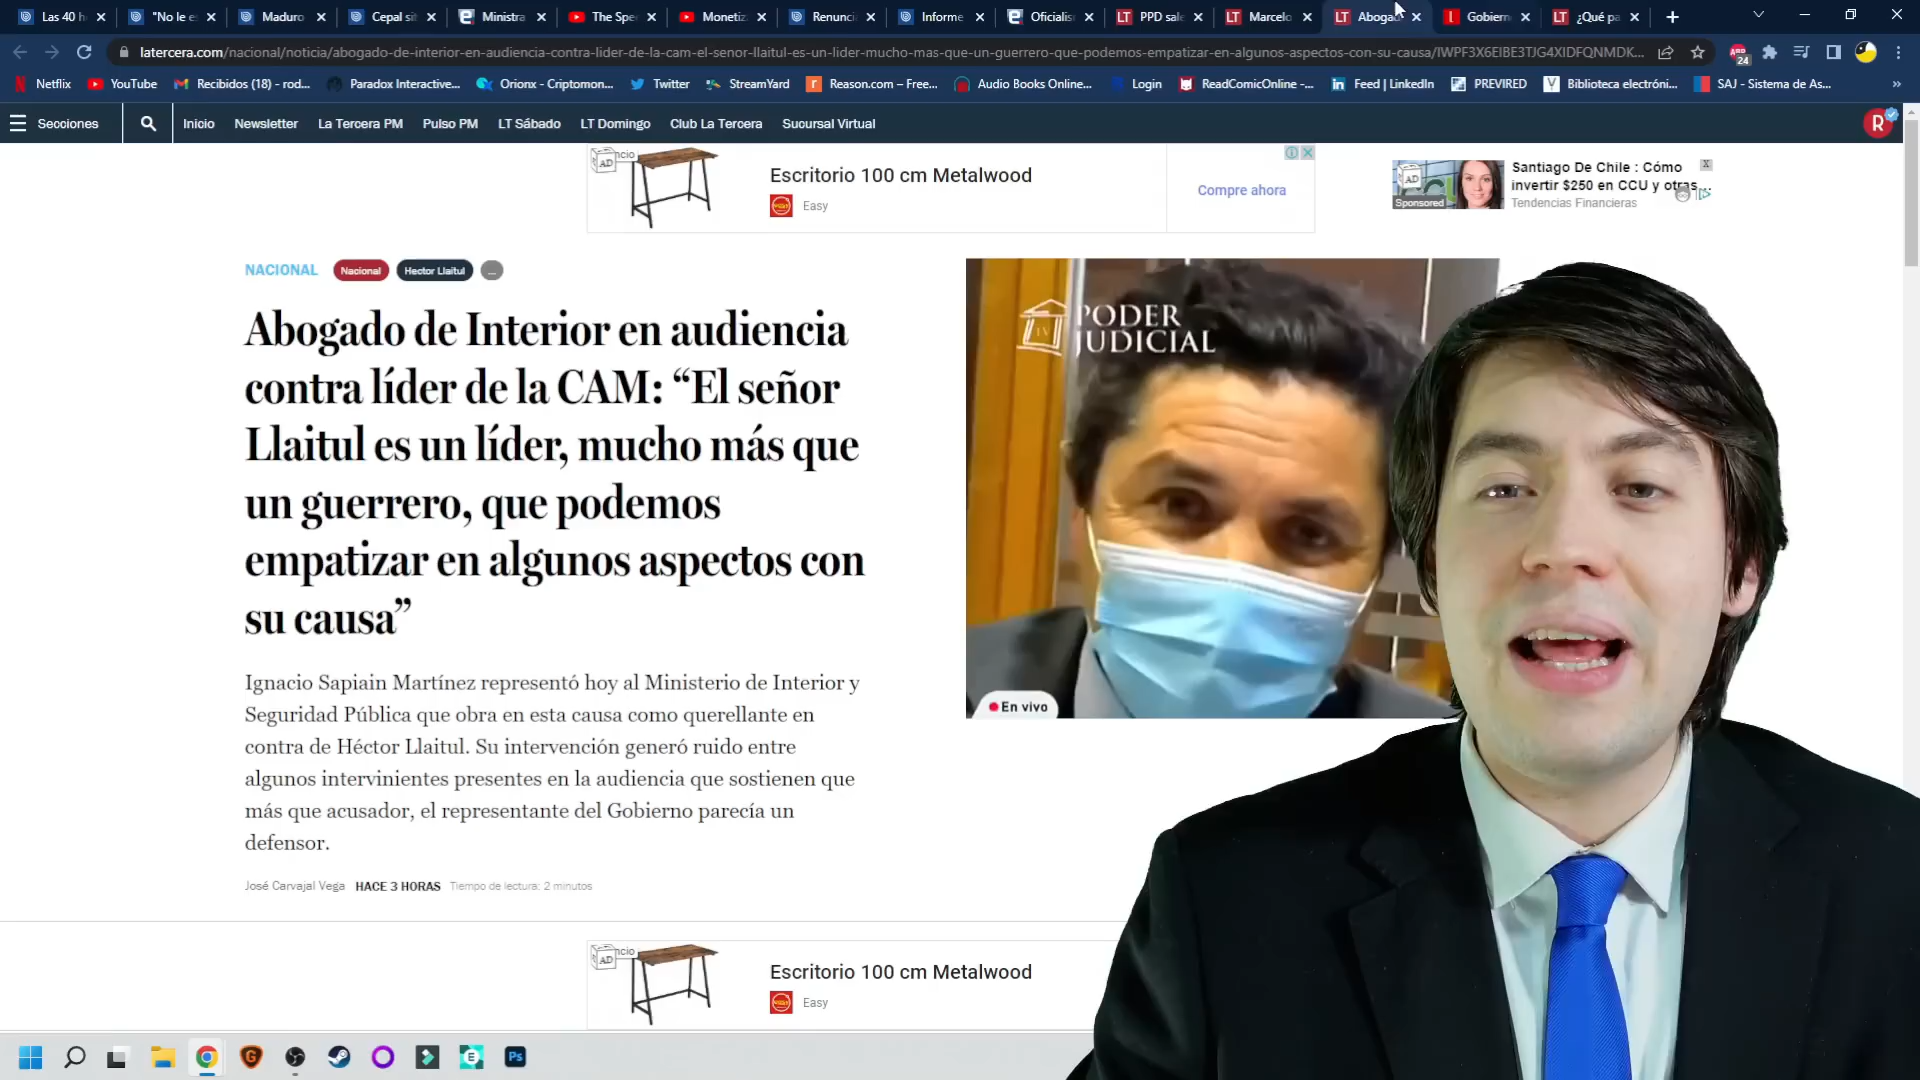 Las 40 h
"No le e
Maduro
Cepal si
Ministra
The Spe
Monetiz
Renunci
Informe
Oficialis
PPD sale
Marcelo
Abogad
Gobiern
¿Qué pa
latercera.com/nacional/noticia/abogado-de-interior-en-audiencia-contra-lider-de-la-cam-el-senor-llaitul-es-un-lider-mucho-mas-que-un-guerrero-que-podemos-empatizar-en-algunos-aspectos-con-su-causa/IWPF3X6EIBE3TJG4XIDFQNMDK...
24
Netflix
YouTube
Recibidos (18) - rod...
Paradox Interactive...
Orionx - Criptomon...
Twitter
StreamYard
Reason.com – Free...
Audio Books Online...
Login
ReadComicOnline -...
Feed | LinkedIn
PREVIRED
Biblioteca electróni...
SAJ - Sistema de As...
Secciones
Inicio
Newsletter
La Tercera PM
Pulso PM
LT Sábado
LT Domingo
Club La Tercera
Sucursal Virtual
R
AD
ncio
Escritorio 100 cm Metalwood
Easy
Compre ahora
AD
Sponsored
Santiago De Chile : Cómo
invertir $250 en CCU y otras...
Tendencias Financieras
NACIONAL
Nacional
Hector Llaitul
...
Abogado de Interior en audiencia
contra líder de la CAM: “El señor
Llaitul es un líder, mucho más que
un guerrero, que podemos
empatizar en algunos aspectos con
su causa”
Ignacio Sapiain Martínez representó hoy al Ministerio de Interior y
Seguridad Pública que obra en esta causa como querellante en
contra de Héctor Llaitul. Su intervención generó ruido entre
algunos intervinientes presentes en la audiencia que sostienen que
más que acusador, el representante del Gobierno parecía un
defensor.
José Carvajal Vega
HACE 3 HORAS
Tiempo de lectura: 2 minutos
PODER
JUDICIAL
En vivo
AD
ncio
Escritorio 100 cm Metalwood
Easy
Ps